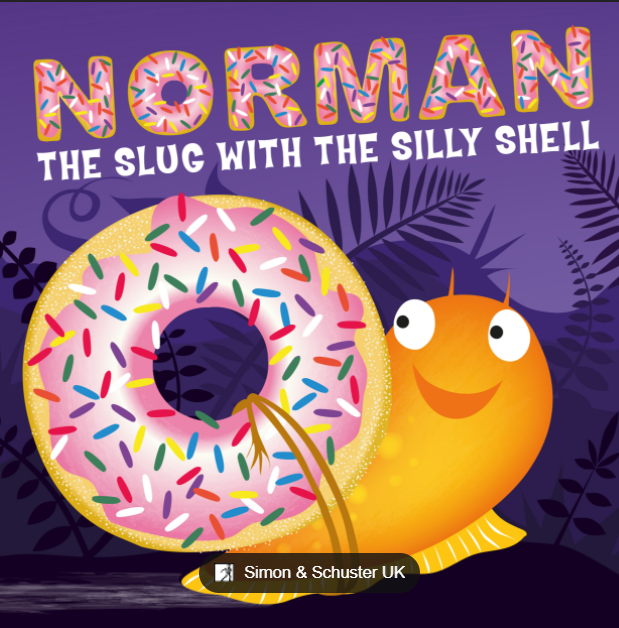 NORMAN
THE SLUG WITH THE SILLY SHELL
Simon & Schuster UK